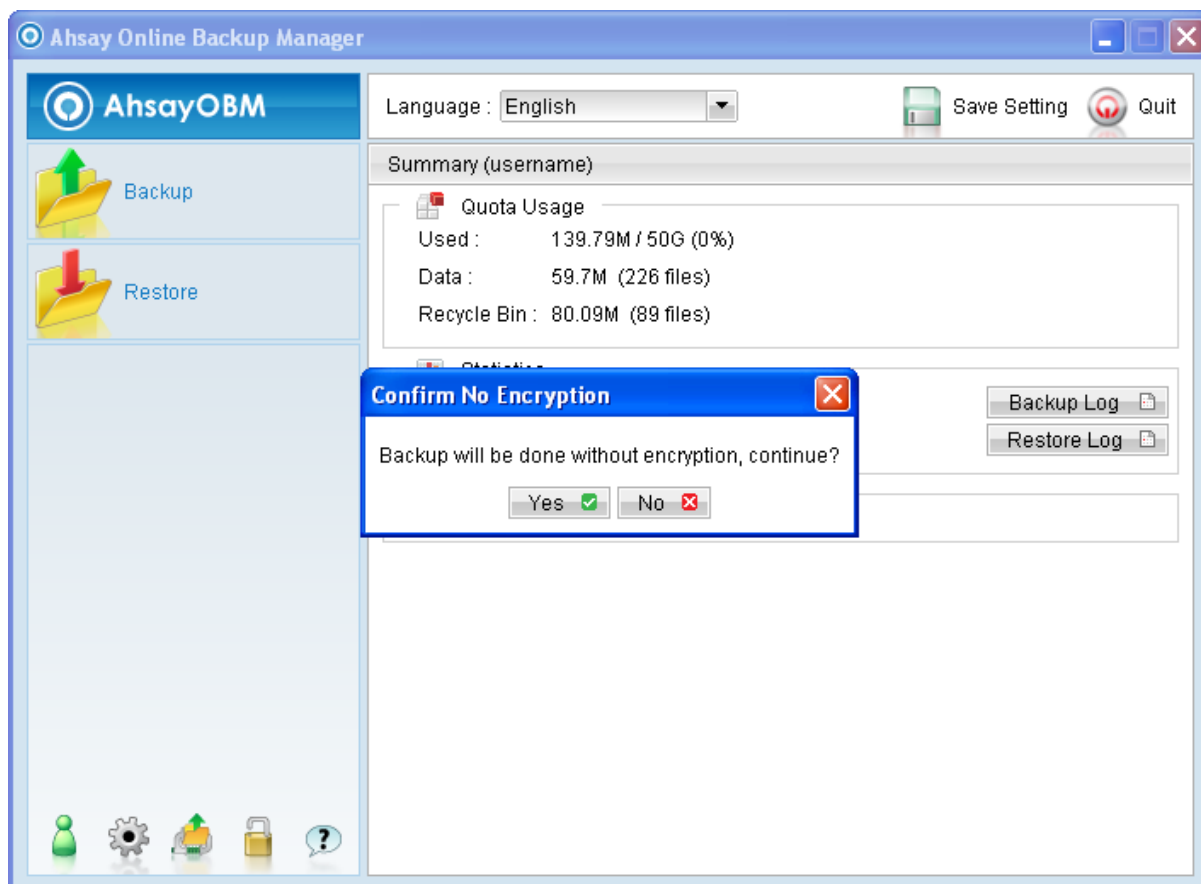 Ahsay Online Backup Manager
AhsayOBM
Language : English
Save Setting
Quit
Backup
Restore
Summary (username)
Quota Usage
Used : 139.79M / 50G (0%)
Data : 59.7M (226 files)
Recycle Bin : 80.09M (89 files)
Statistics
Backup Log
Restore Log
Confirm No Encryption
Backup will be done without encryption, continue?
Yes
No